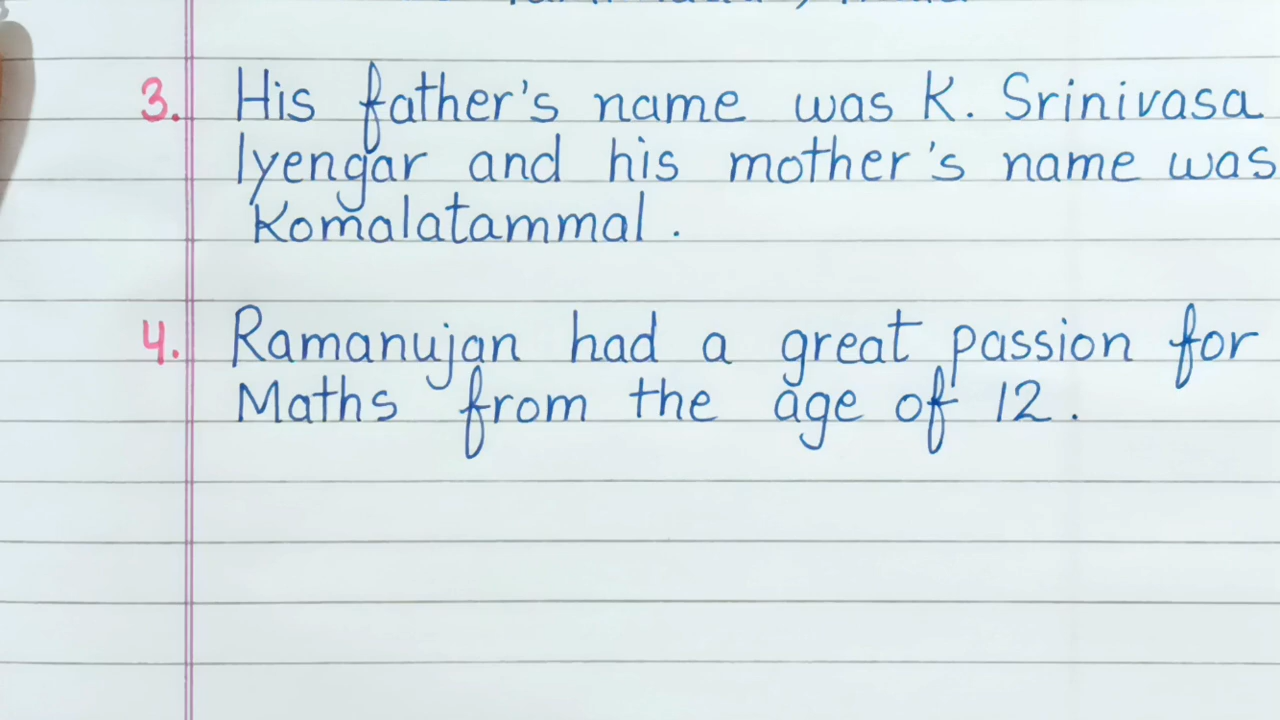 3. His father's name was K. Srinivasa
Iyengar and his mother's name was
Komalatammal.
4. Ramanujan had a great passion for
Maths from the age of 12.